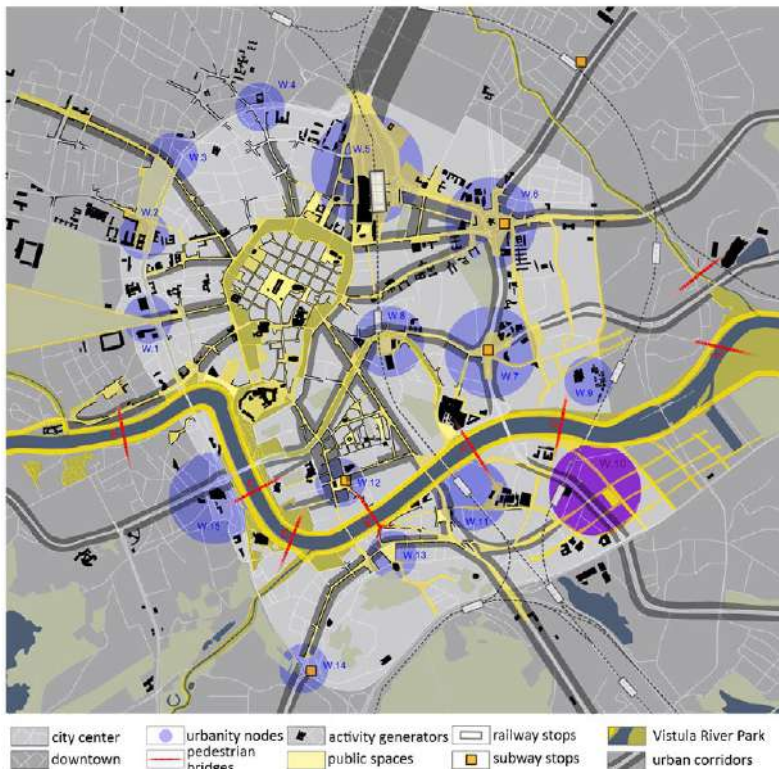 W.4
W.3
W.5
W.6
W.2
W.1
W.8
W.7
W.9
W.10
W.12
W.15
W.11
W.13
W.14
city center
urbanity nodes
activity generators
railway stops
Vistula River Park
downtown
pedestrian
bridges
public spaces
subway stops
urban corridors